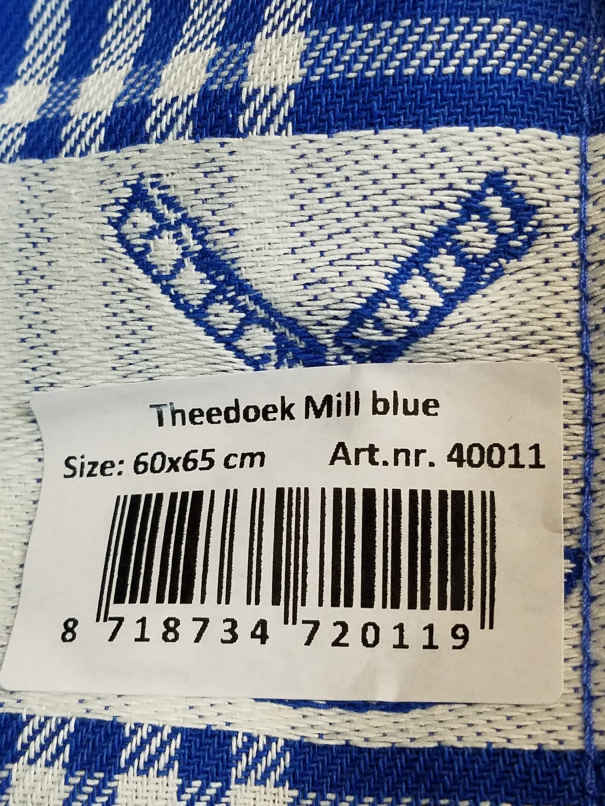 Theedoek Mill blue
Size: 60x65 cm Art.nr. 40011
8 718734 720119